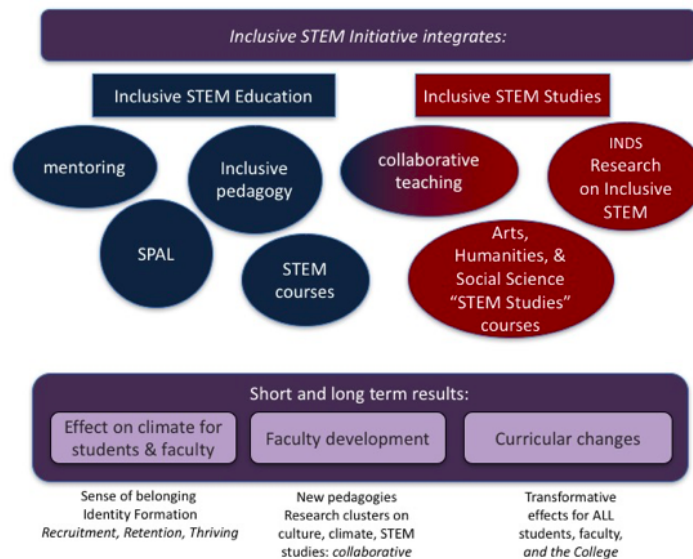 Inclusive STEM Initiative integrates:
Inclusive STEM Education
Inclusive STEM Studies
mentoring
Inclusive
pedagogy
collaborative
teaching
INDS
Research
on Inclusive
STEM
SPAL
STEM
courses
Arts,
Humanities, &
Social Science
“STEM Studies”
courses
Short and long term results:
Effect on climate for
students & faculty
Faculty development
Curricular changes
Sense of belonging
Identity Formation
Recruitment, Retention, Thriving
New pedagogies
Research clusters on
culture, climate, STEM
studies: collaborative
Transformative
effects for ALL
students, faculty,
and the College